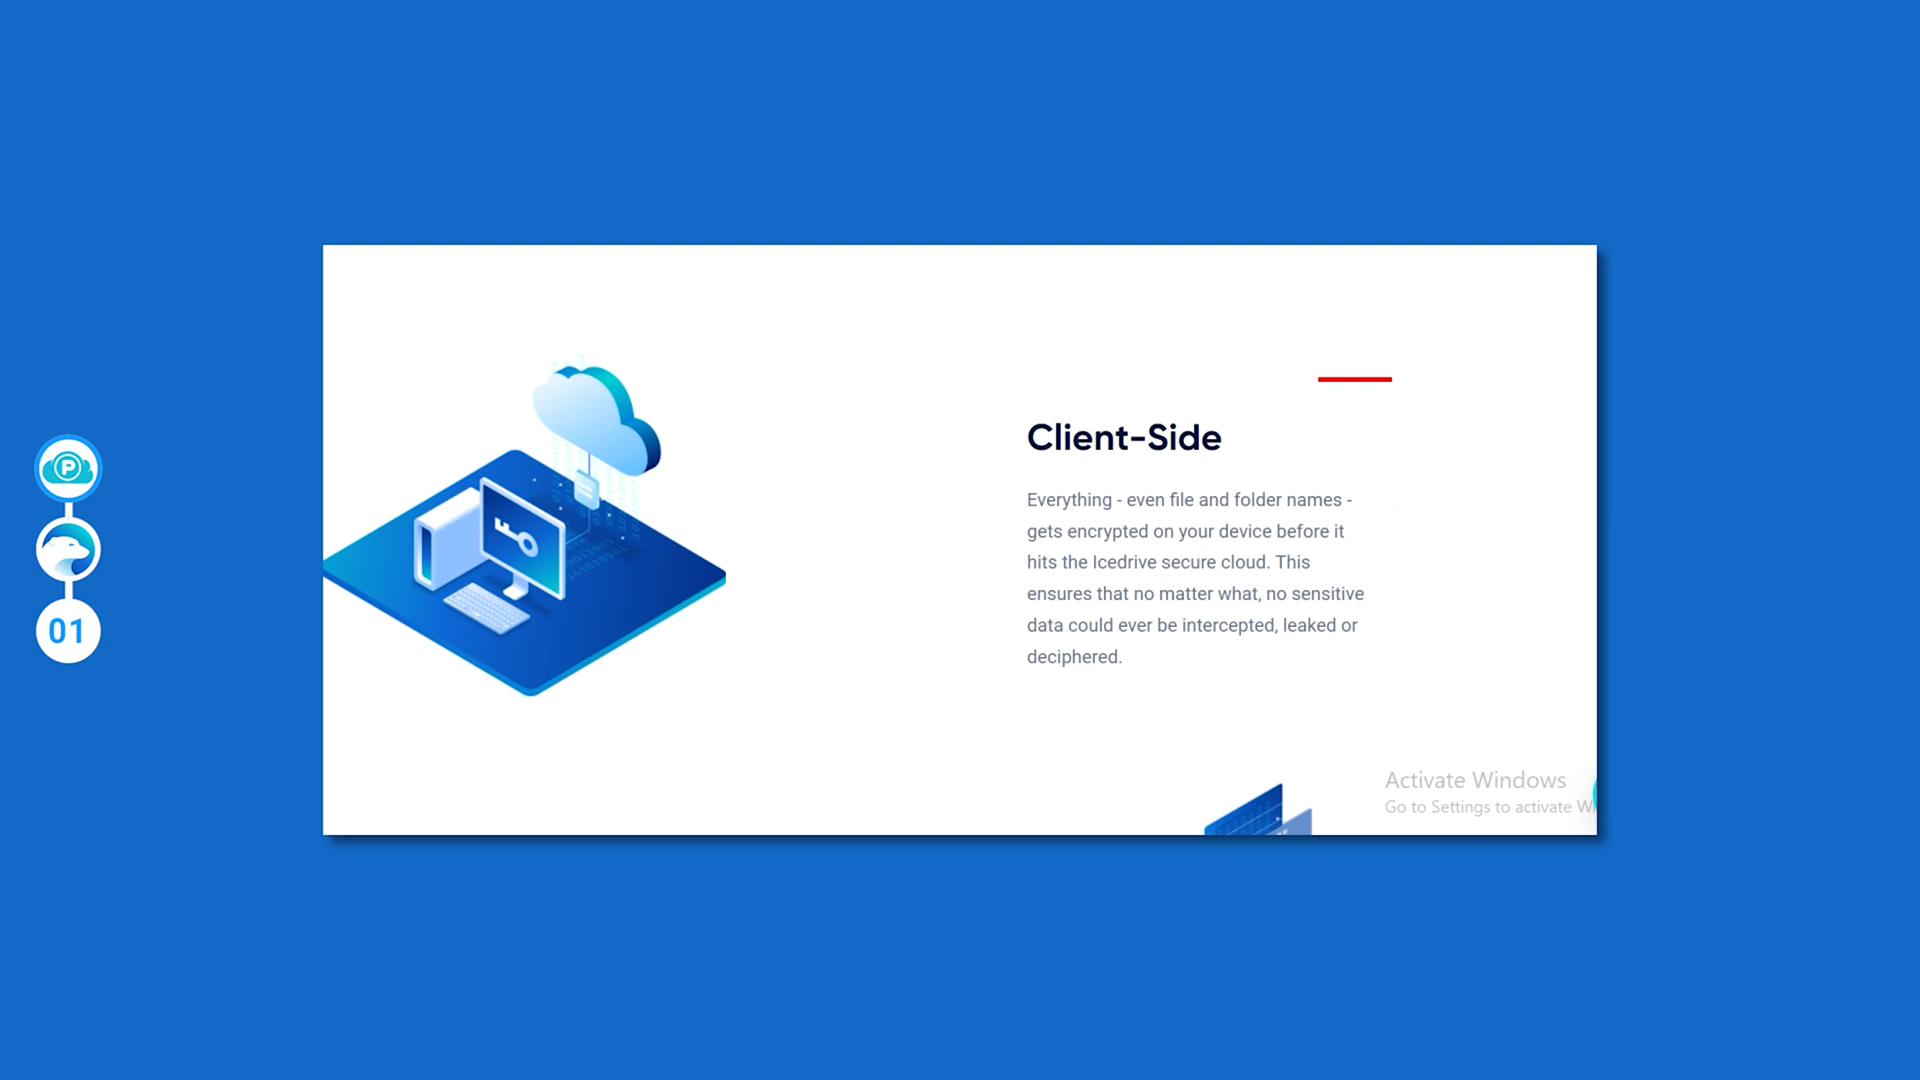 P
01
Client-Side
Everything - even file and folder names -
gets encrypted on your device before it
hits the Icedrive secure cloud. This
ensures that no matter what, no sensitive
data could ever be intercepted, leaked or
deciphered.
Activate Windows
Go to Settings to activate W